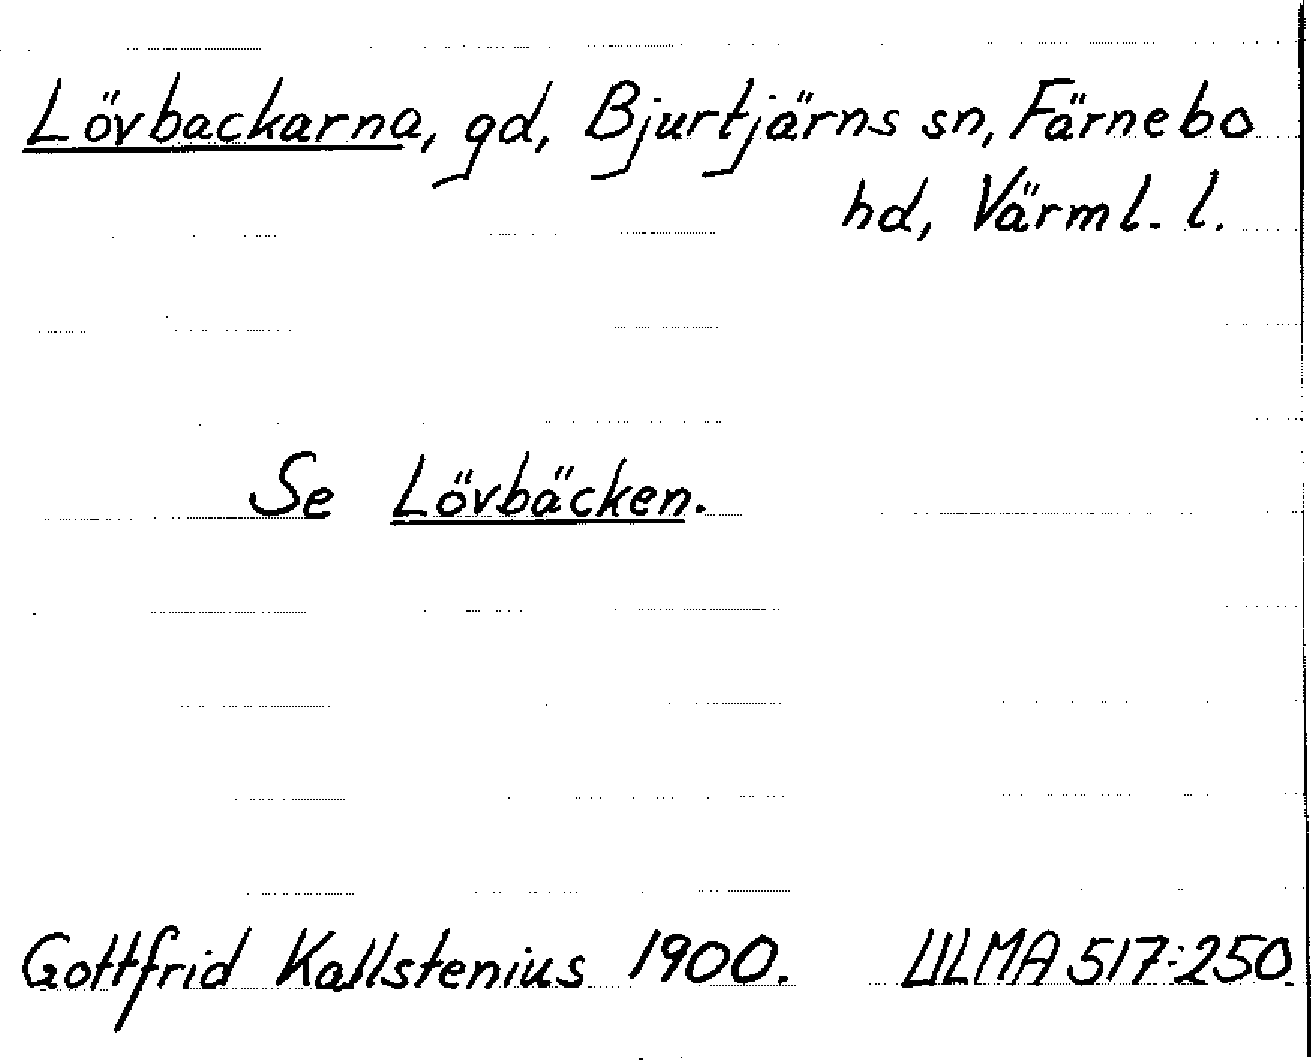 Lövbackarna, gd, Bjurtjärns sn, Färnebo
hd, Värml. l.
Se Lövbäcken.
Gottfrid Kallstenius 1900. ULMA 517:250.